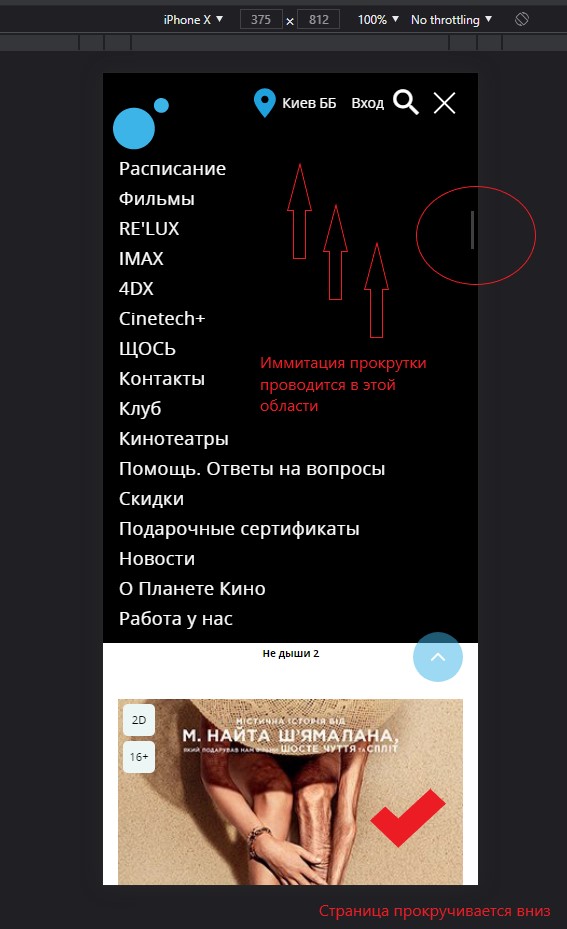 iPhone X ▼ 375 × 812 100% ▼ No throttling ▼
Киев ББ Вход
Расписание
Фильмы
RE'LUX
IMAX
4DX
Cinetech+
ЩОСЬ
Контакты
Клуб
Кинотеатры
Помощь. Ответы на вопросы
Скидки
Подарочные сертификаты
Новости
О Планете Кино
Работа у нас
Иммитация прокрутки
проводится в этой
области
Не дыши 2
2D
16+
МІСТИЧНА ІСТОРІЯ ВІД
М. НАЙТА Ш'ЯМАЛАНА,
ЯКИЙ ПОДАРУВАВ НАМ ФІЛЬМИ ШОСТЕ ЧУТТЯ ТА СПЛІТ
Страница прокручивается вниз